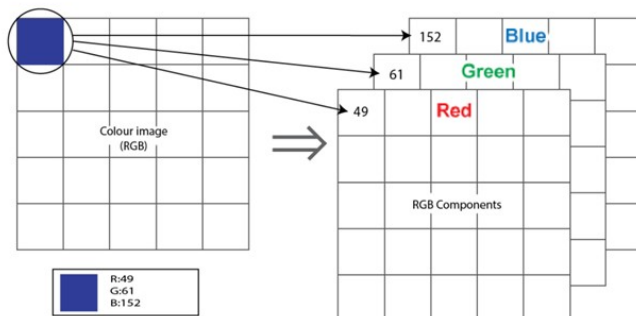 152 Blue
61 Green
49 Red
Colour image
(RGB)
RGB Components
R:49
G:61
B:152